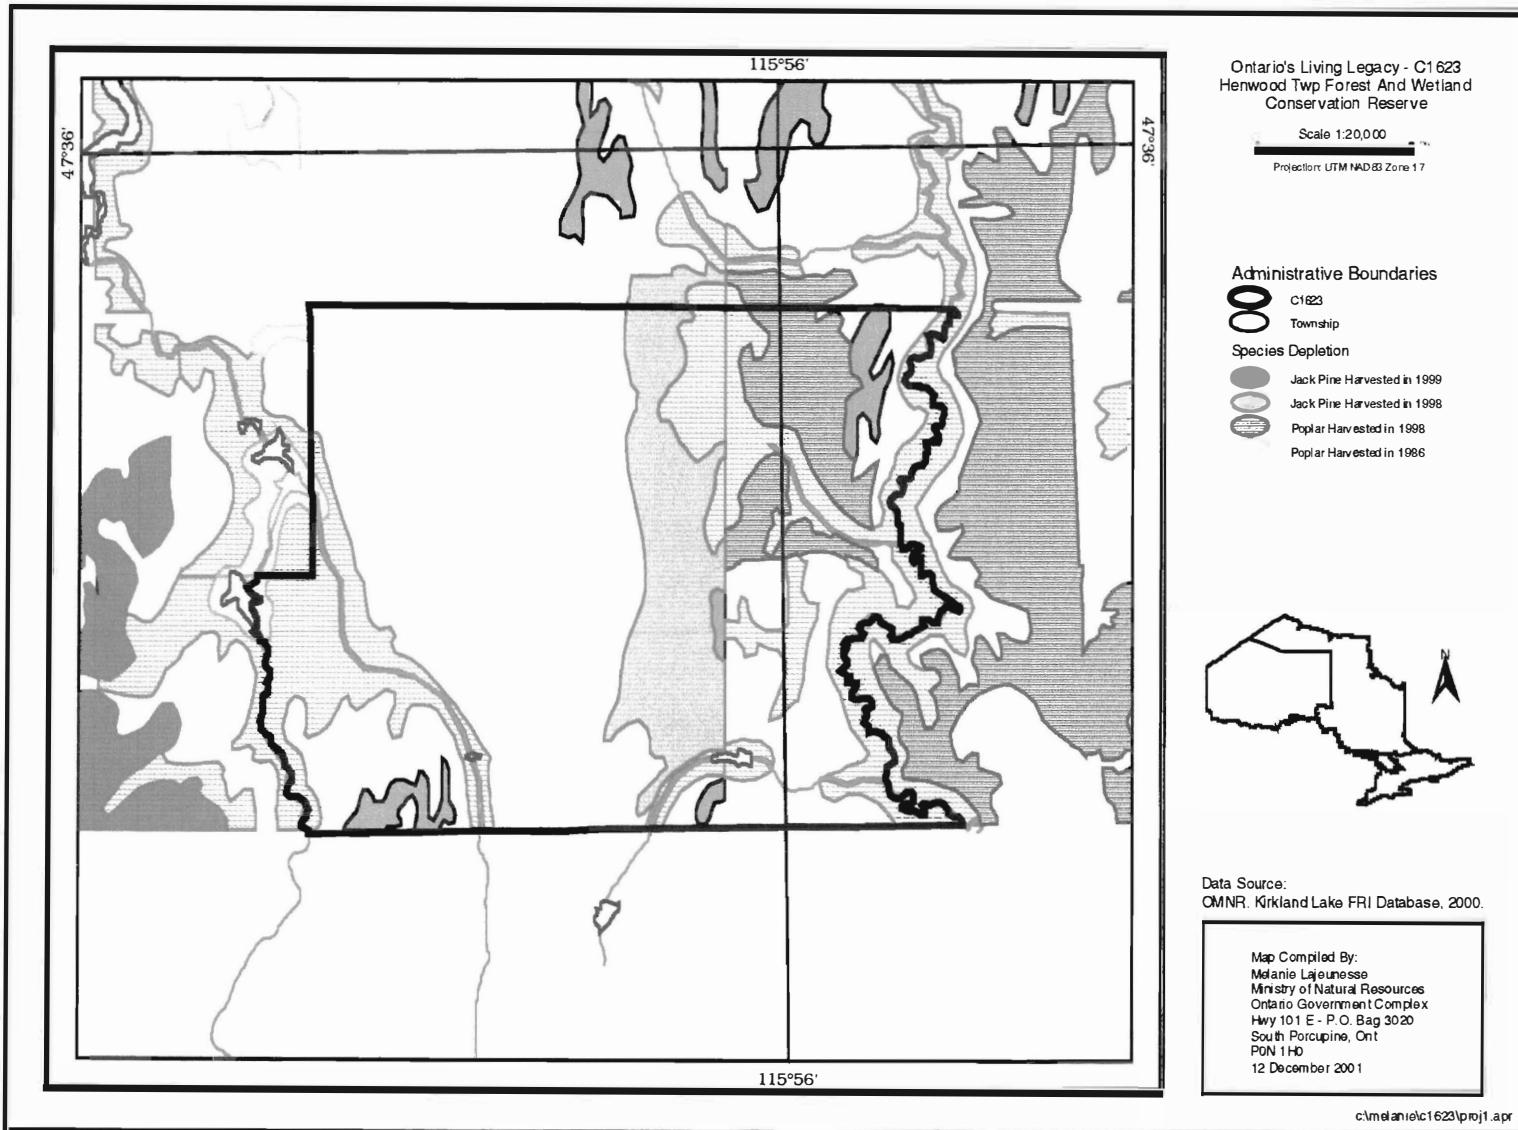 115°56'
47°36'
47°36'
115°56'
Ontario's Living Legacy - C1623
Henwood Twp Forest And Wetland
Conservation Reserve
Scale 1:20,000
Projection: UTM NAD83 Zone 17
Administrative Boundaries
C1623
Township
Species Depletion
Jack Pine Harvested in 1999
Jack Pine Harvested in 1998
Poplar Harvested in 1998
Poplar Harvested in 1986
N
Data Source:
OMNR. Kirkland Lake FRI Database, 2000.
Map Compiled By:
Melanie Lajeunesse
Ministry of Natural Resources
Ontario Government Complex
Hwy 101 E - P.O. Bag 3020
South Porcupine, Ont
P0N 1H0
12 December 2001
c:\melanie\c1623\proj1.apr